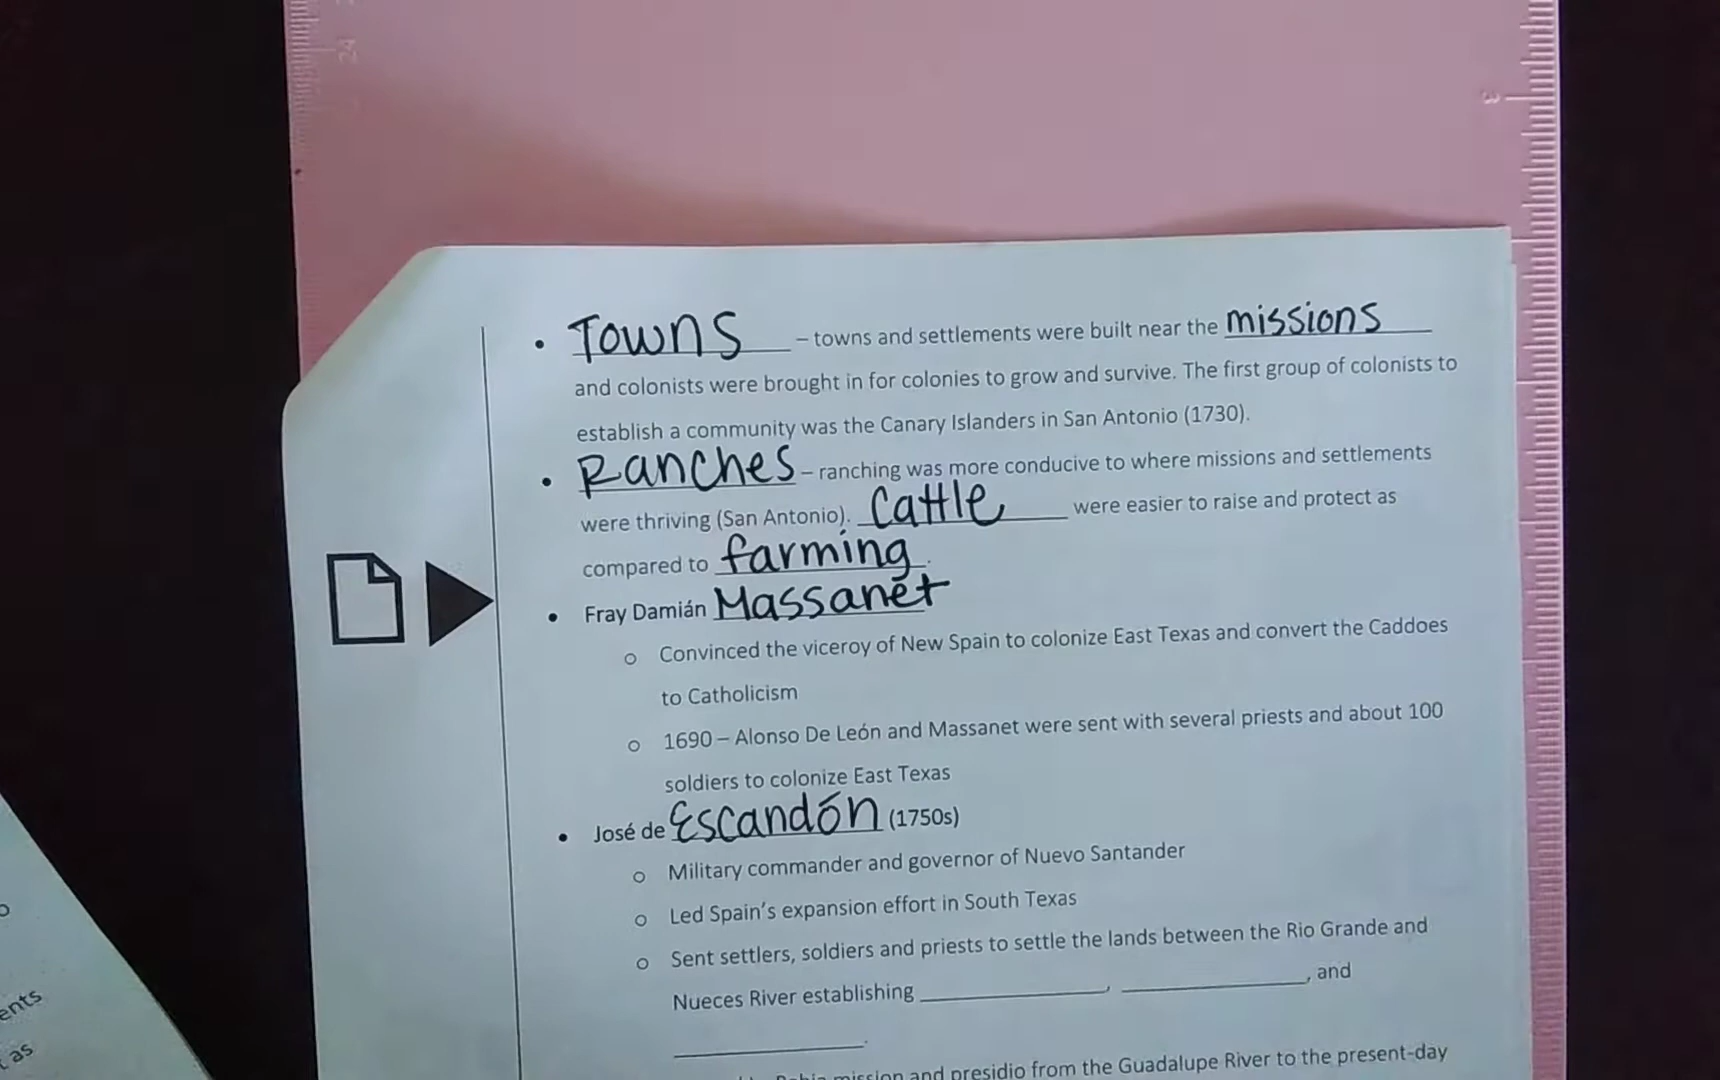 • Towns – towns and settlements were built near the missions
and colonists were brought in for colonies to grow and survive. The first group of colonists to
establish a community was the Canary Islanders in San Antonio (1730).
• Ranches – ranching was more conducive to where missions and settlements
were thriving (San Antonio). Cattle were easier to raise and protect as
compared to farming.
• Fray Damián Massanet
o Convinced the viceroy of New Spain to colonize East Texas and convert the Caddoes
to Catholicism
o 1690 – Alonso De León and Massanet were sent with several priests and about 100
soldiers to colonize East Texas
• José de Escandón (1750s)
o Military commander and governor of Nuevo Santander
o Led Spain's expansion effort in South Texas
o Sent settlers, soldiers and priests to settle the lands between the Rio Grande and
Nueces River establishing ________, ________, and
________.
mission and presidio from the Guadalupe River to the present-day
ents
as
24
3